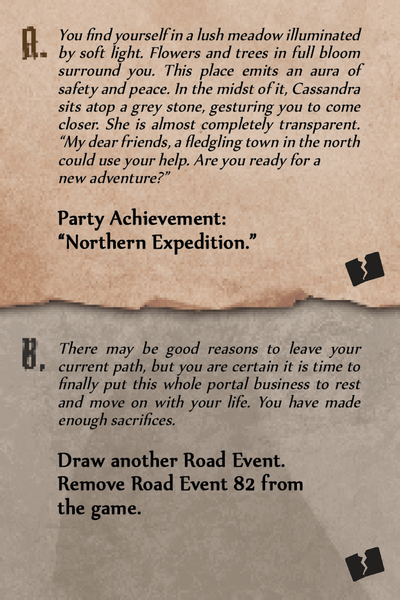 A.
You find yourself in a lush meadow illuminated
by soft light. Flowers and trees in full bloom
surround you. This place emits an aura of
safety and peace. In the midst of it, Cassandra
sits atop a grey stone, gesturing you to come
closer. She is almost completely transparent.
“My dear friends, a fledgling town in the north
could use your help. Are you ready for a
new adventure?”
Party Achievement:
“Northern Expedition.”
B.
There may be good reasons to leave your
current path, but you are certain it is time to
finally put this whole portal business to rest
and move on with your life. You have made
enough sacrifices.
Draw another Road Event.
Remove Road Event 82 from
the game.